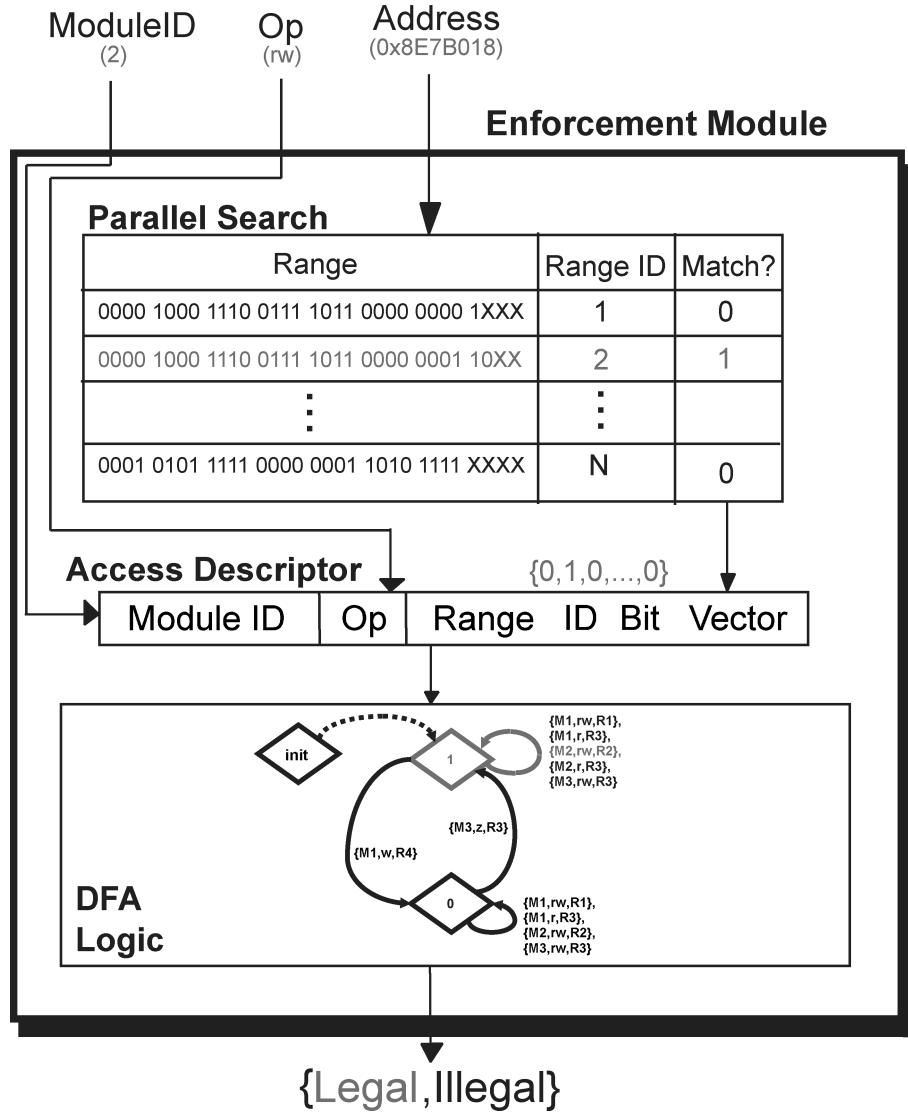 ModuleID Op Address
(2) (rw) (0x8E7B018)
Enforcement Module
Parallel Search
Range Range ID Match?
0000 1000 1110 0111 1011 0000 0000 1XXX 1 0
0000 1000 1110 0111 1011 0000 0001 10XX 2 1
0001 0101 1111 0000 0001 1010 1111 XXXX N 0
Access Descriptor {0,1,0,...,0}
Module ID Op Range ID Bit Vector
init
1
{M1,rw,R1},
{M1,r,R3},
{M2,rw,R2},
{M2,r,R3},
{M3,rw,R3}
{M3,z,R3}
{M1,w,R4}
0
{M1,rw,R1},
{M1,r,R3},
{M2,rw,R2},
{M3,rw,R3}
DFA
Logic
{Legal,Illegal}